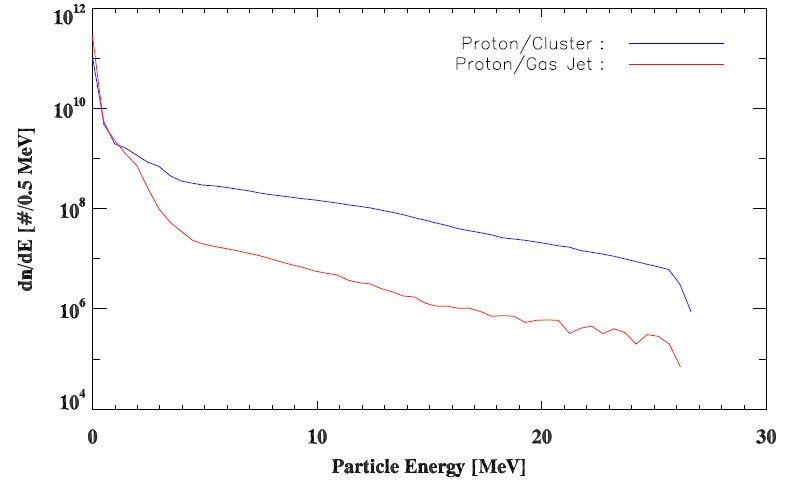 10^12
10^10
10^8
10^6
10^4
dn/dE [#/0.5 MeV]
Proton/Cluster :
Proton/Gas Jet :
0 10 20 30
Particle Energy [MeV]